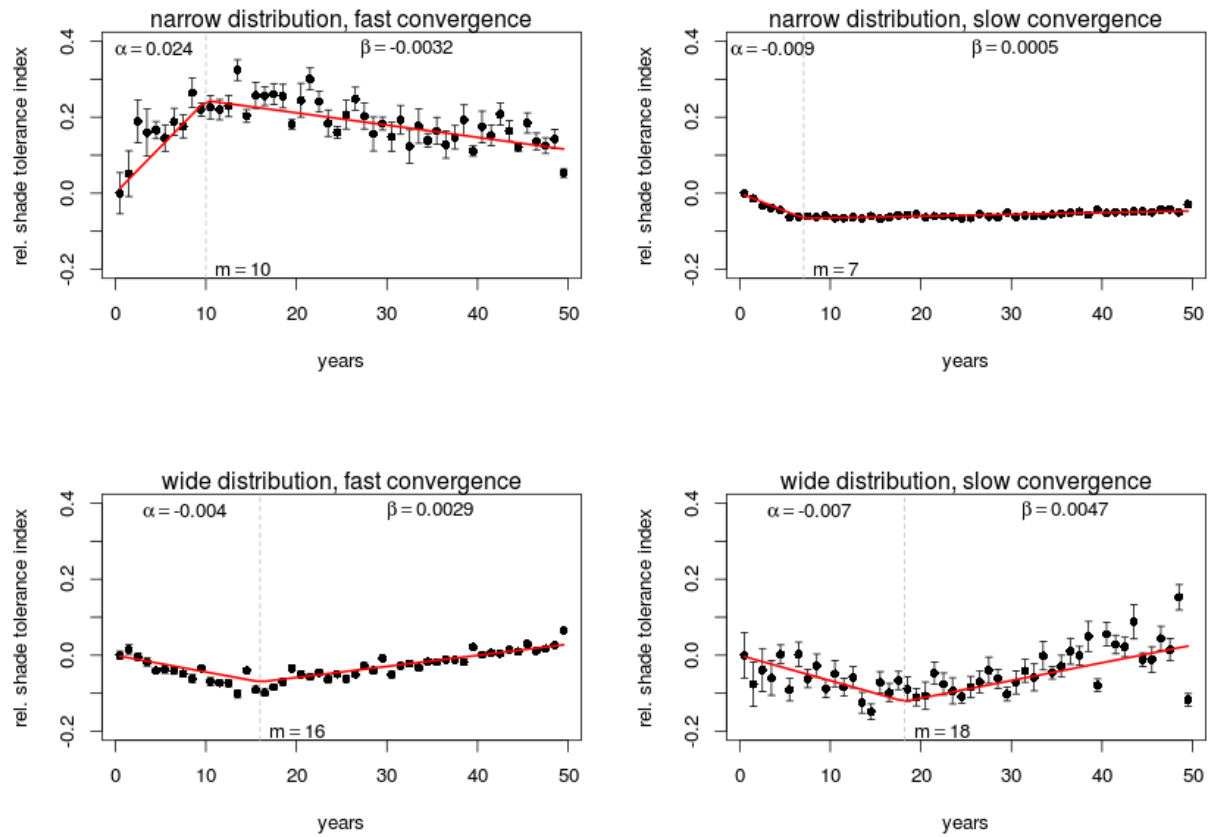 narrow distribution, fast convergence
α = 0.024
β = -0.0032
rel. shade tolerance index
0.4
0.2
0.0
-0.2
m = 10
0 10 20 30 40 50
years
narrow distribution, slow convergence
α = -0.009
β = 0.0005
rel. shade tolerance index
0.4
0.2
0.0
-0.2
m = 7
0 10 20 30 40 50
years
wide distribution, fast convergence
α = -0.004
β = 0.0029
rel. shade tolerance index
0.4
0.2
0.0
-0.2
m = 16
0 10 20 30 40 50
years
wide distribution, slow convergence
α = -0.007
β = 0.0047
rel. shade tolerance index
0.4
0.2
0.0
-0.2
m = 18
0 10 20 30 40 50
years